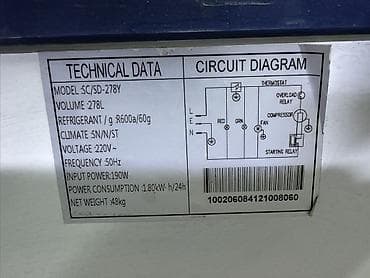 TECHNICAL DATA
MODEL:SC/SD-278Y
VOLUME:278L
REFRIGERANT / g :R600a/60g
CLIMATE:SN/N/ST
VOLTAGE:220V~
FREQUENCY:50Hz
INPUT POWER:190W
POWER CONSUMPTION :1.80kW·h/24h
NET WEIGHT:48kg
CIRCUIT DIAGRAM
THERMOSTAT
OVERLOAD
RELAY
COMPRESSOR
L
E
N
RED
GRN
FAN
STARTING RELAY
100206084121008060